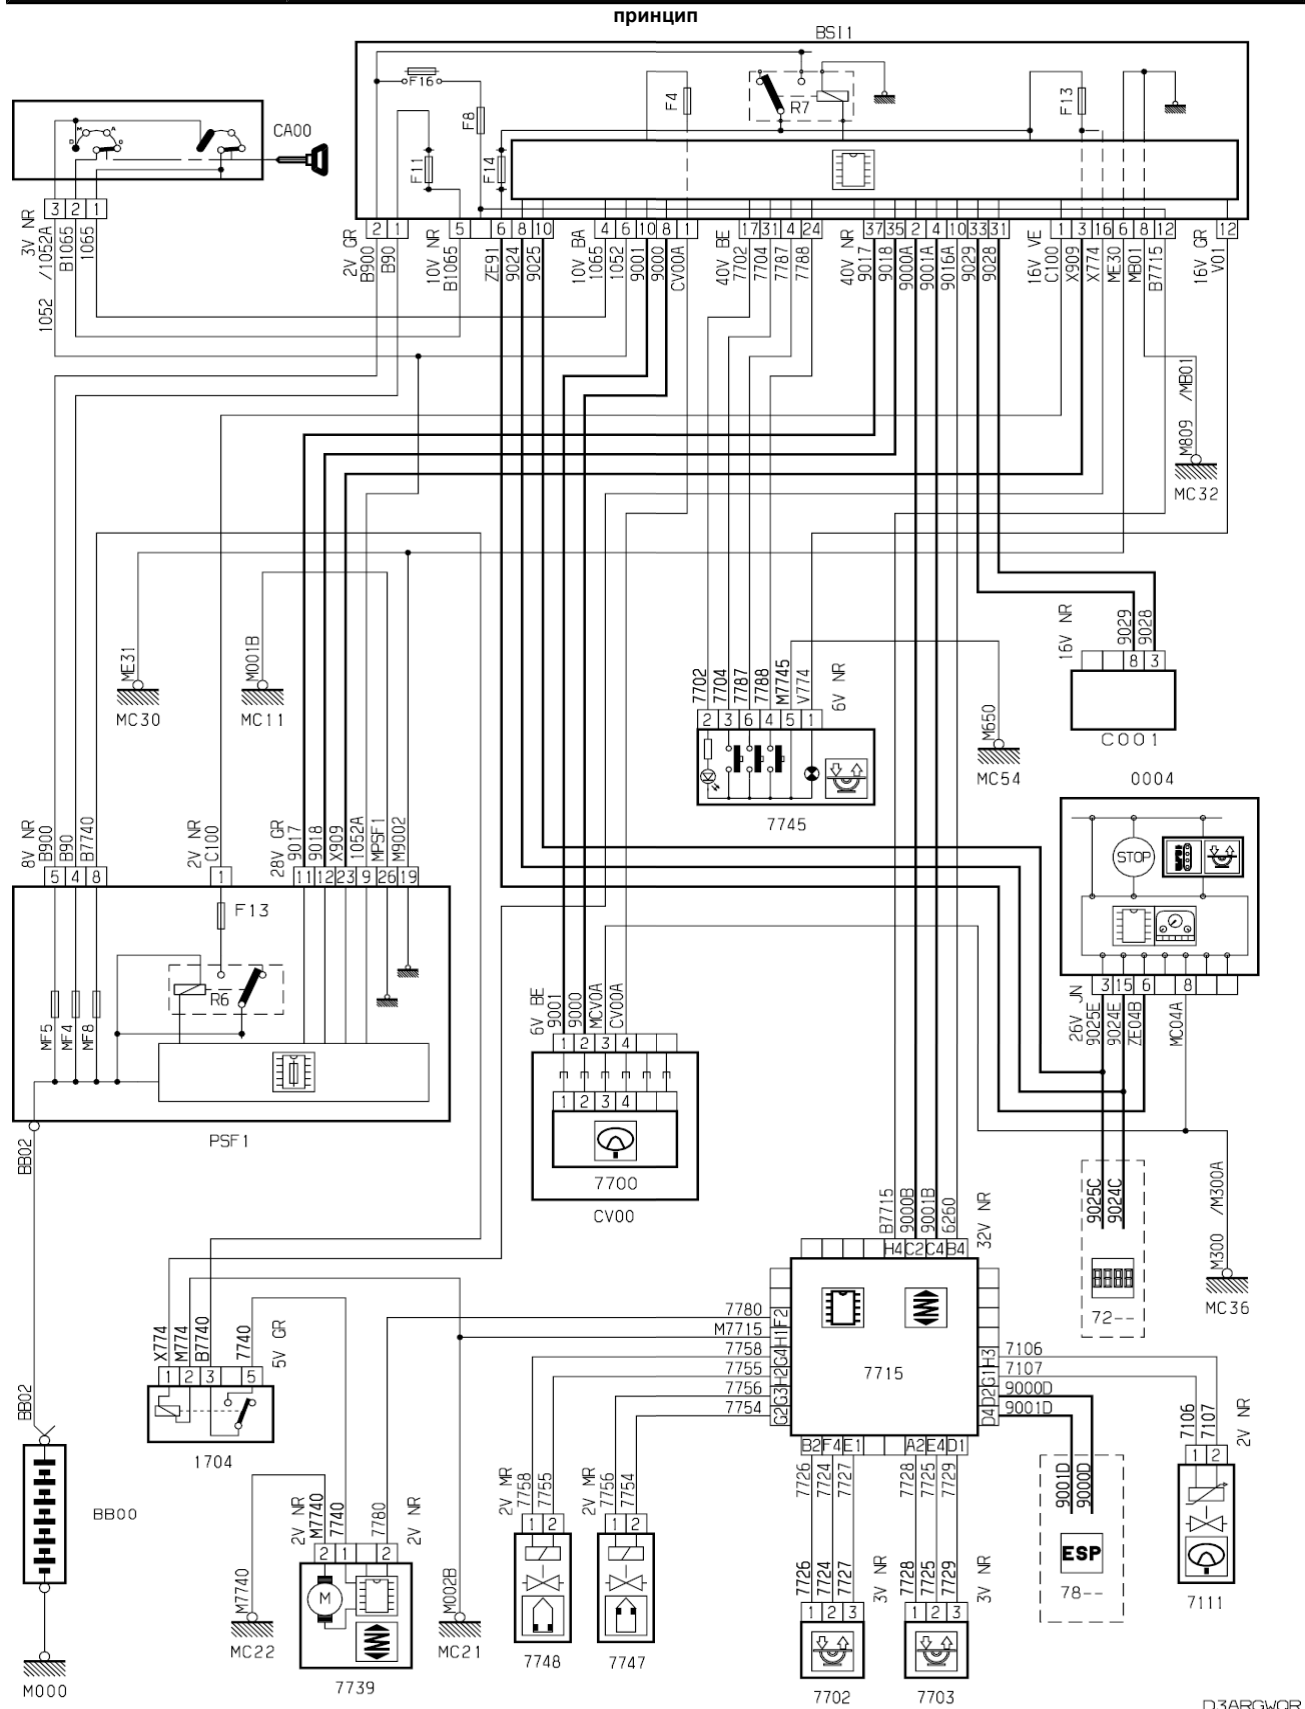 принцип
BSI1
F16
F4
R7
F13
F8
F11
F14
CA00
M
A
D
3 2 1
2 1
5 6 8 10
4 6 10 8 1
17 31 4 24
37 35 2 4 10 33 31
1 3 16 6 8 12
12
3V NR
1052 /1052A
B1065
1065
2V GR
B900
B90
10V NR
B1065
ZE91
9024
9025
10V BA
1065
1052
9001
9000
CV00A
40V BE
7702
7704
7787
7788
40V NR
9017
9018
9000A
9001A
9016A
9029
9028
16V VE
C100
X909
X774
ME30
MB01
B7715
16V GR
V01
M809 /MB01
MC32
ME31
MC30
M001B
MC11
16V NR
9029
9028
8 3
C001
7702
7704
7787
7788
M7745
V774
6V NR
2 3 6 4 5 1
7745
M650
MC54
0004
STOP
3 15 6 8
26V JN
9025E
9024E
ZE04B
MC04A
8V NR
B900
B90
B7740
5 4 8
2V NR
C100
1
28V GR
9017
9018
X909
1052A
MPSF1
M9002
11 12 23 9 26 19
F13
R6
MF5
MF4
MF8
PSF1
BB02
6V BE
9001
9000
MCV0A
CV00A
1 2 3 4
1 2 3 4
7700
CV00
9025C
9024C
72--
M300 /M300A
MC36
B7715
9000B
9001B
6260
32V NR
H4 C2 C4 B4
7780
M7715
7758
7755
7756
7754
F2
H1
G4
H2
G3
G2
7715
H3
G1
D2
D4
7106
7107
9000D
9001D
B2 F4 E1 A2 E4 D1
7726
7724
7727
7728
7725
7729
X774
M774
B7740
7740
5V GR
1 2 3 5
1704
BB02
BB00
M000
M7740
MC22
2V NR
M7740
7740
7780
2V NR
2 1 2
M
7739
M002B
MC21
2V MR
7758
7755
1 2
7748
2V MR
7756
7754
1 2
7747
7726
7724
7727
3V NR
1 2 3
7702
7728
7725
7729
3V NR
1 2 3
7703
9001D
9000D
ESP
78--
7106
7107
2V NR
1 2
7111
D3ARGWQR